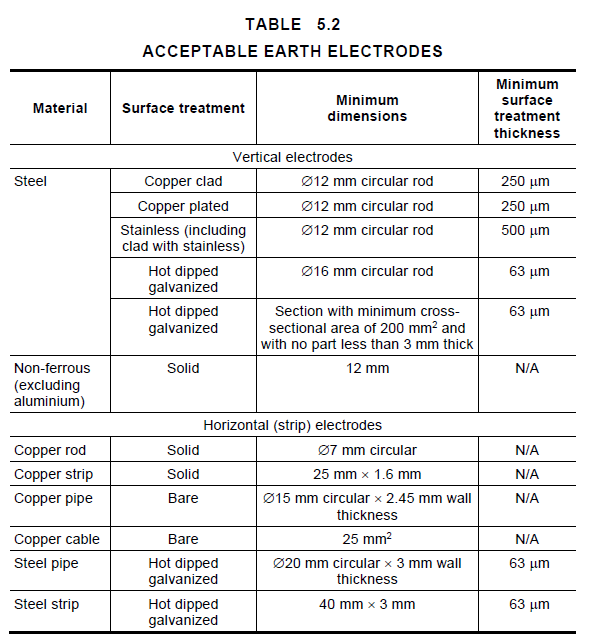 TABLE 5.2
ACCEPTABLE EARTH ELECTRODES
Material Surface treatment Minimum dimensions Minimum surface treatment thickness
Vertical electrodes
Steel Copper clad ∅12 mm circular rod 250 µm
Copper plated ∅12 mm circular rod 250 µm
Stainless (including clad with stainless) ∅12 mm circular rod 500 µm
Hot dipped galvanized ∅16 mm circular rod 63 µm
Hot dipped galvanized Section with minimum cross-sectional area of 200 mm² and with no part less than 3 mm thick 63 µm
Non-ferrous (excluding aluminium) Solid 12 mm N/A
Horizontal (strip) electrodes
Copper rod Solid ∅7 mm circular N/A
Copper strip Solid 25 mm × 1.6 mm N/A
Copper pipe Bare ∅15 mm circular × 2.45 mm wall thickness N/A
Copper cable Bare 25 mm² N/A
Steel pipe Hot dipped galvanized ∅20 mm circular × 3 mm wall thickness 63 µm
Steel strip Hot dipped galvanized 40 mm × 3 mm 63 µm